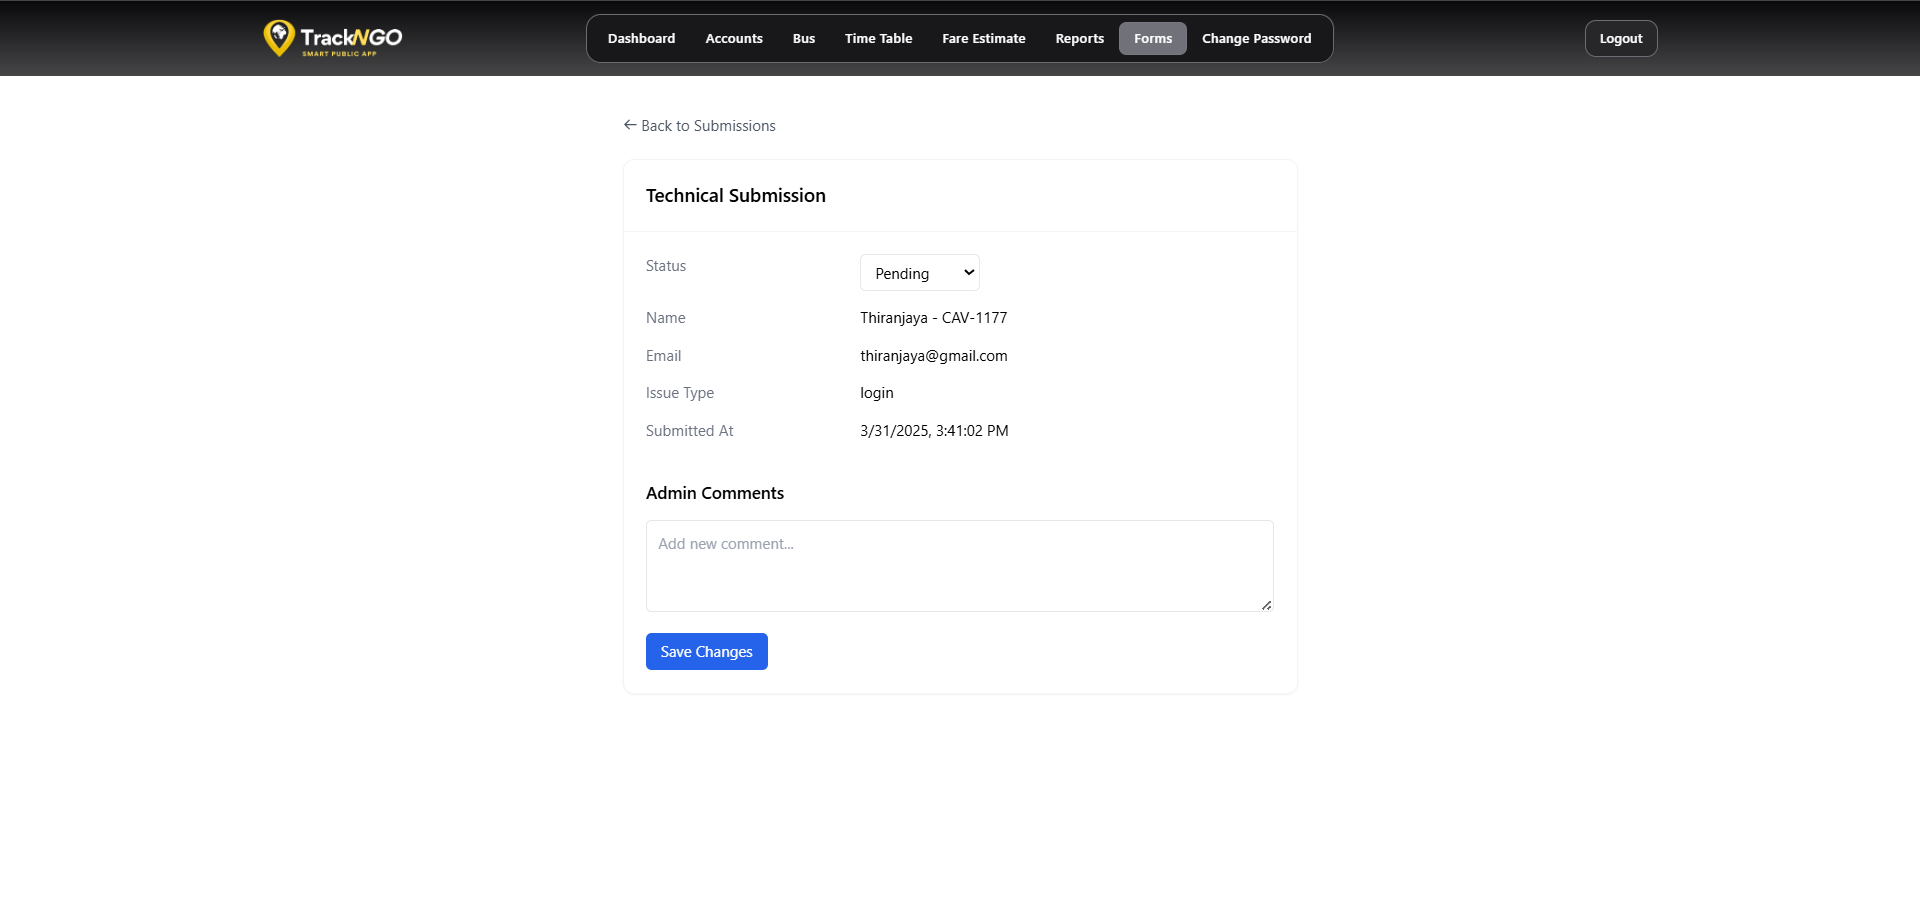 TrackNGO
SMART PUBLIC APP
Dashboard Accounts Bus Time Table Fare Estimate Reports Forms Change Password
Logout
← Back to Submissions
Technical Submission
Status Pending
Name Thiranjaya - CAV-1177
Email thiranjaya@gmail.com
Issue Type login
Submitted At 3/31/2025, 3:41:02 PM
Admin Comments
Add new comment...
Save Changes